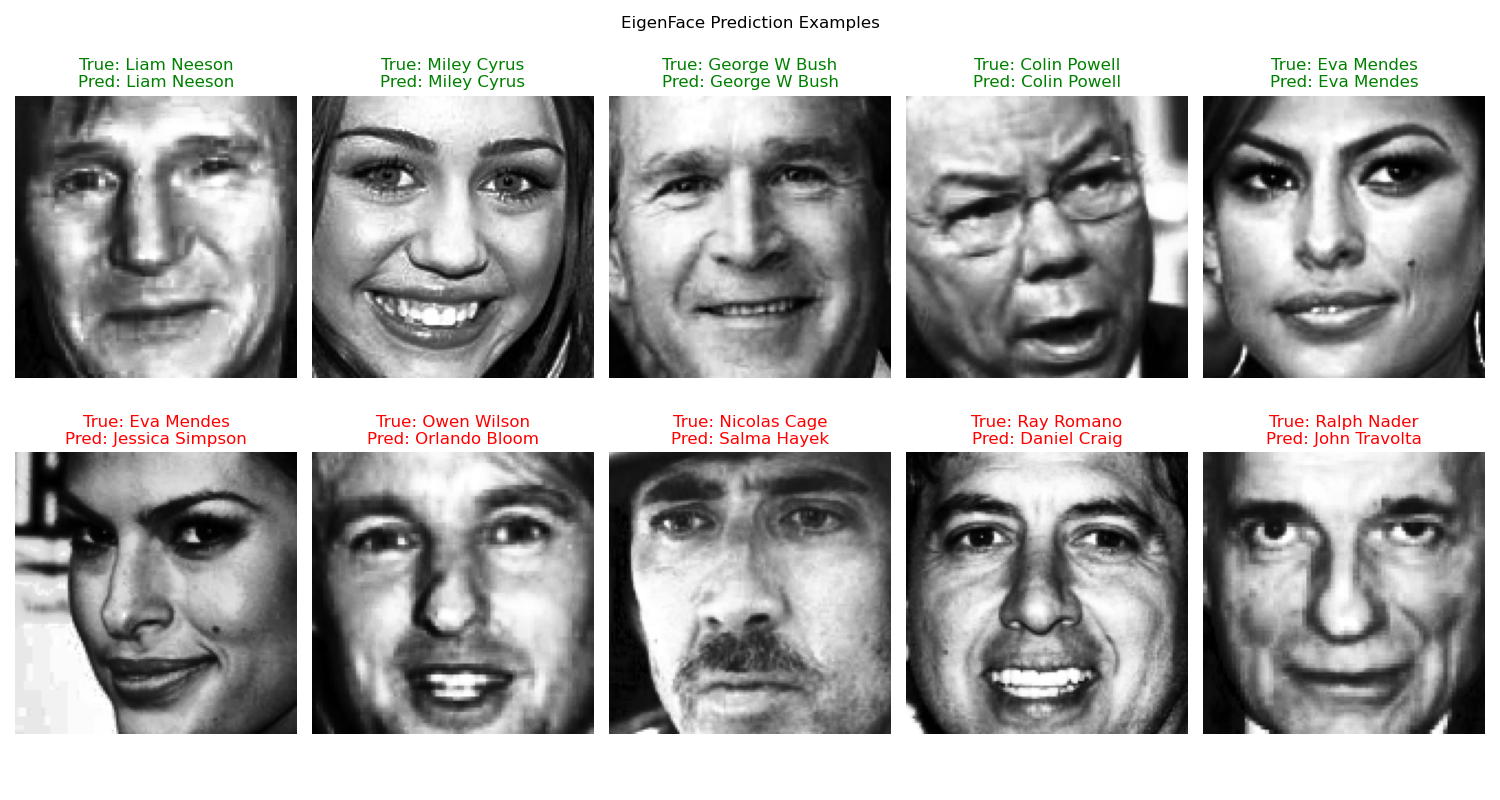 EigenFace Prediction Examples
True: Liam Neeson
Pred: Liam Neeson
True: Miley Cyrus
Pred: Miley Cyrus
True: George W Bush
Pred: George W Bush
True: Colin Powell
Pred: Colin Powell
True: Eva Mendes
Pred: Eva Mendes
True: Eva Mendes
Pred: Jessica Simpson
True: Owen Wilson
Pred: Orlando Bloom
True: Nicolas Cage
Pred: Salma Hayek
True: Ray Romano
Pred: Daniel Craig
True: Ralph Nader
Pred: John Travolta